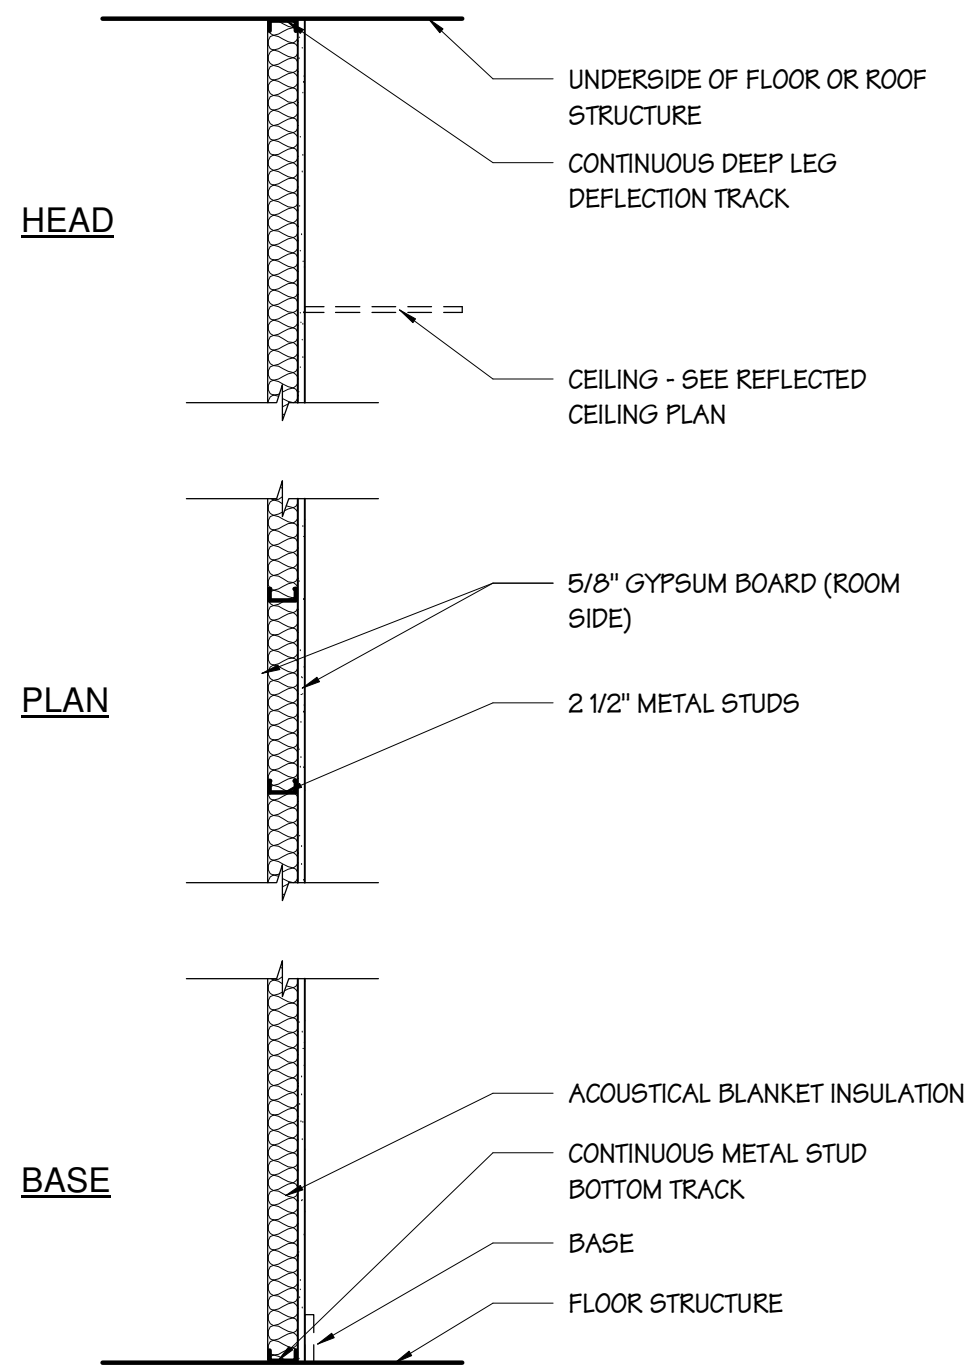 UNDERSIDE OF FLOOR OR ROOF
STRUCTURE
CONTINUOUS DEEP LEG
DEFLECTION TRACK
HEAD
CEILING - SEE REFLECTED
CEILING PLAN
5/8" GYPSUM BOARD (ROOM
SIDE)
PLAN
2 1/2" METAL STUDS
ACOUSTICAL BLANKET INSULATION
CONTINUOUS METAL STUD
BOTTOM TRACK
BASE
BASE
FLOOR STRUCTURE